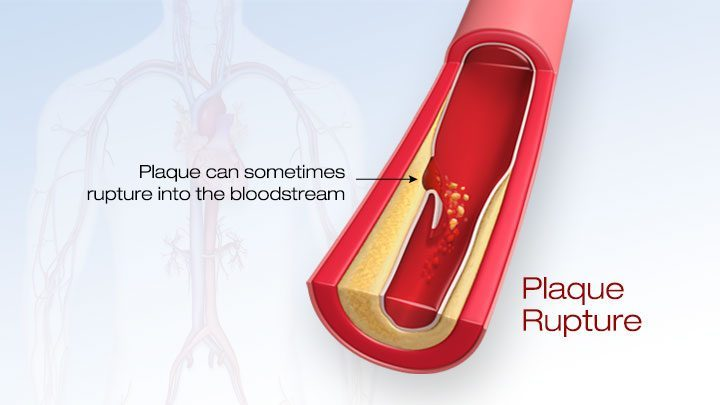 Plaque can sometimes
rupture into the bloodstream
Plaque
Rupture